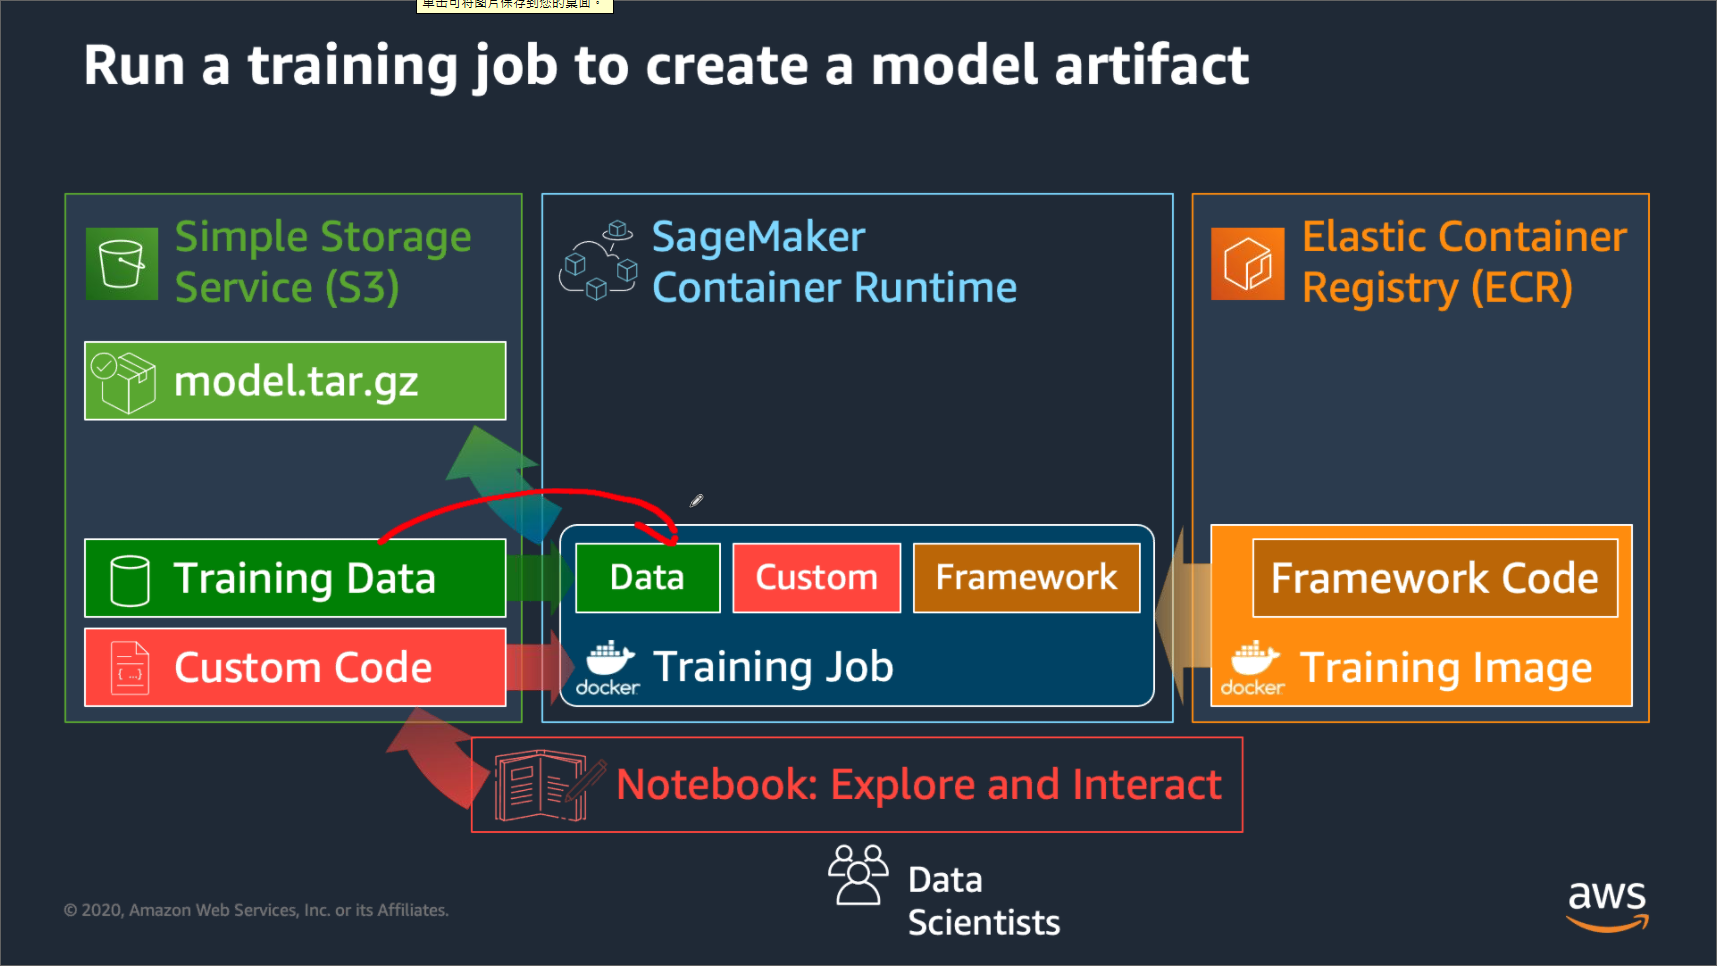 单击可将图片保存到您的桌面。
Run a training job to create a model artifact
Simple Storage
Service (S3)
model.tar.gz
Training Data
Custom Code
SageMaker
Container Runtime
Data
Custom
Framework
docker
Training Job
Elastic Container
Registry (ECR)
Framework Code
docker
Training Image
Notebook: Explore and Interact
Data
Scientists
© 2020, Amazon Web Services, Inc. or its Affiliates.
aws